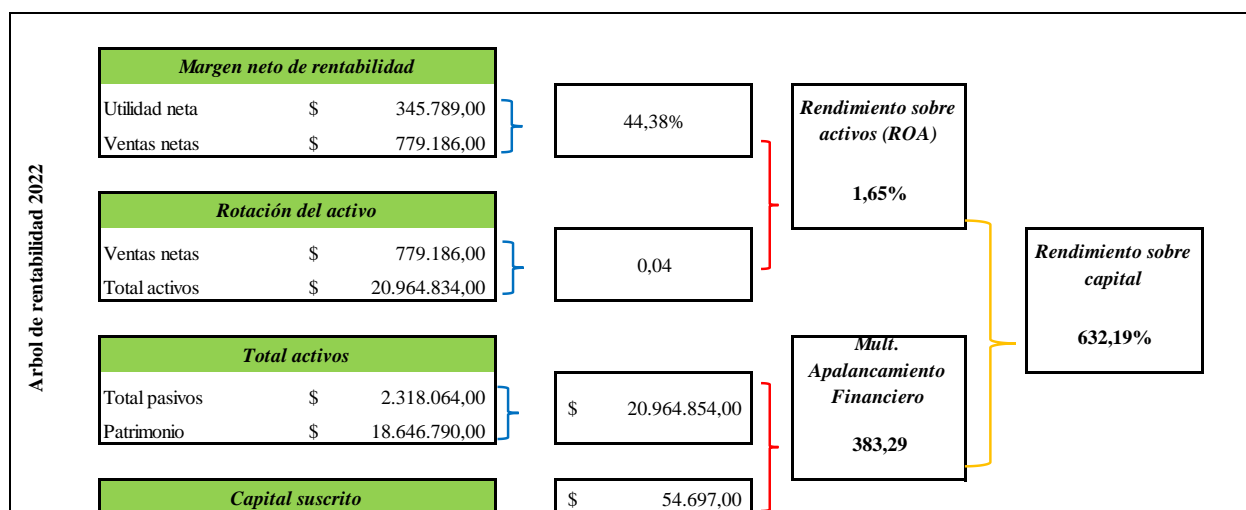 Arbol de rentabilidad 2022
Margen neto de rentabilidad
Utilidad neta $ 345.789,00
Ventas netas $ 779.186,00
44,38%
Rendimiento sobre
activos (ROA)
1,65%
Rotación del activo
Ventas netas $ 779.186,00
Total activos $ 20.964.834,00
0,04
Rendimiento sobre
capital
632,19%
Total activos
Total pasivos $ 2.318.064,00
Patrimonio $ 18.646.790,00
$ 20.964.854,00
Mult.
Apalancamiento
Financiero
383,29
Capital suscrito
$ 54.697,00